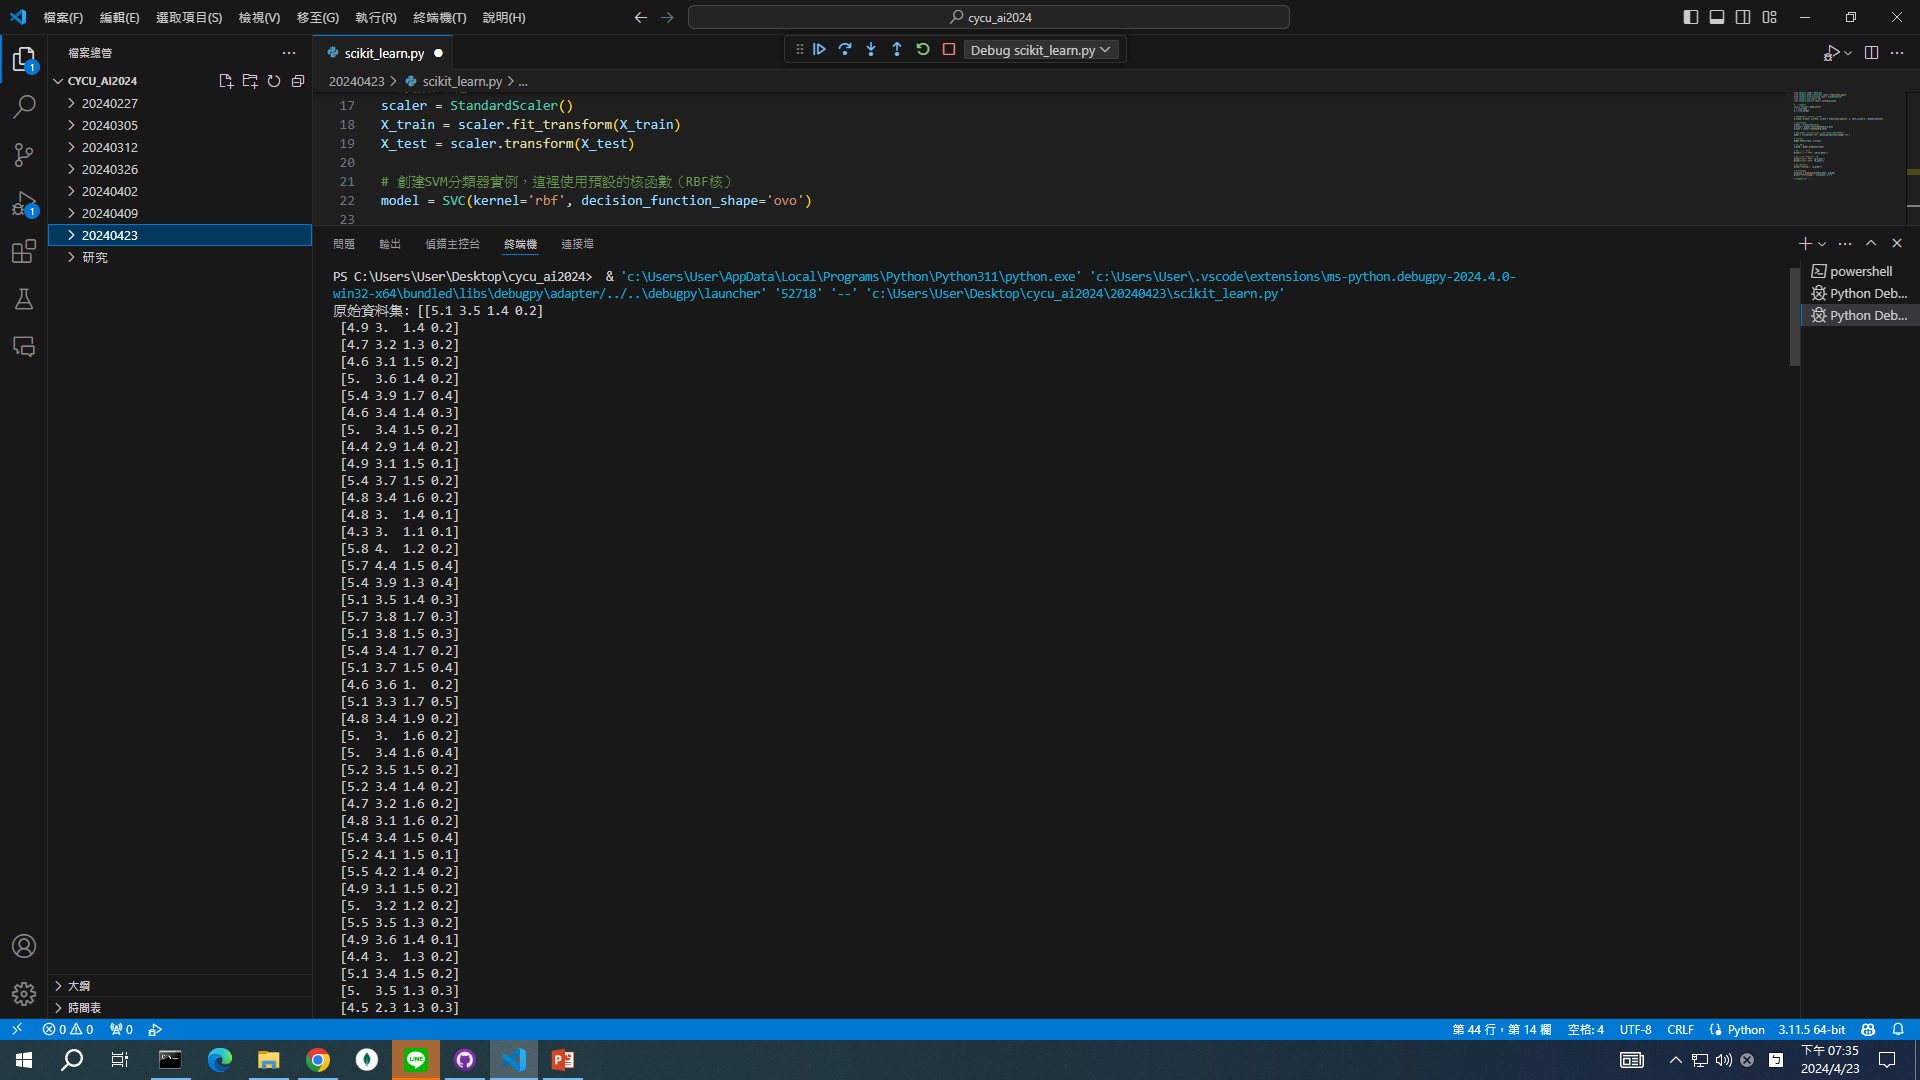 檔案(F) 編輯(E) 選取項目(S) 檢視(V) 移至(G) 執行(R) 終端機(T) 說明(H)
cycu_ai2024
檔案總管
CYCU_AI2024
20240227
20240305
20240312
20240326
20240402
20240409
20240423
研究
大綱
時間表
1
1
scikit_learn.py
Debug scikit_learn.py
20240423 > scikit_learn.py > ...
17 scaler = StandardScaler()
18 X_train = scaler.fit_transform(X_train)
19 X_test = scaler.transform(X_test)
20
21 # 創建SVM分類器實例，這裡使用預設的核函數（RBF核）
22 model = SVC(kernel='rbf', decision_function_shape='ovo')
23
問題 輸出 偵錯主控台 終端機 連接埠
PS C:\Users\User\Desktop\cycu_ai2024>  & 'c:\Users\User\AppData\Local\Programs\Python\Python311\python.exe' 'c:\Users\User\.vscode\extensions\ms-python.debugpy-2024.4.0-
win32-x64\bundled\libs\debugpy\adapter/../..\debugpy\launcher' '52718' '--' 'c:\Users\User\Desktop\cycu_ai2024\20240423\scikit_learn.py'
原始資料集: [[5.1 3.5 1.4 0.2]
[4.9 3.  1.4 0.2]
[4.7 3.2 1.3 0.2]
[4.6 3.1 1.5 0.2]
[5.  3.6 1.4 0.2]
[5.4 3.9 1.7 0.4]
[4.6 3.4 1.4 0.3]
[5.  3.4 1.5 0.2]
[4.4 2.9 1.4 0.2]
[4.9 3.1 1.5 0.1]
[5.4 3.7 1.5 0.2]
[4.8 3.4 1.6 0.2]
[4.8 3.  1.4 0.1]
[4.3 3.  1.1 0.1]
[5.8 4.  1.2 0.2]
[5.7 4.4 1.5 0.4]
[5.4 3.9 1.3 0.4]
[5.1 3.5 1.4 0.3]
[5.7 3.8 1.7 0.3]
[5.1 3.8 1.5 0.3]
[5.4 3.4 1.7 0.2]
[5.1 3.7 1.5 0.4]
[4.6 3.6 1.  0.2]
[5.1 3.3 1.7 0.5]
[4.8 3.4 1.9 0.2]
[5.  3.  1.6 0.2]
[5.  3.4 1.6 0.4]
[5.2 3.5 1.5 0.2]
[5.2 3.4 1.4 0.2]
[4.7 3.2 1.6 0.2]
[4.8 3.1 1.6 0.2]
[5.4 3.4 1.5 0.4]
[5.2 4.1 1.5 0.1]
[5.5 4.2 1.4 0.2]
[4.9 3.1 1.5 0.2]
[5.  3.2 1.2 0.2]
[5.5 3.5 1.3 0.2]
[4.9 3.6 1.4 0.1]
[4.4 3.  1.3 0.2]
[5.1 3.4 1.5 0.2]
[5.  3.5 1.3 0.3]
[4.5 2.3 1.3 0.3]
powershell
Python Deb...
Python Deb...
0 0 0
第 44 行，第 14 欄 空格: 4 UTF-8 CRLF Python 3.11.5 64-bit
LINE
下午 07:35
2024/4/23